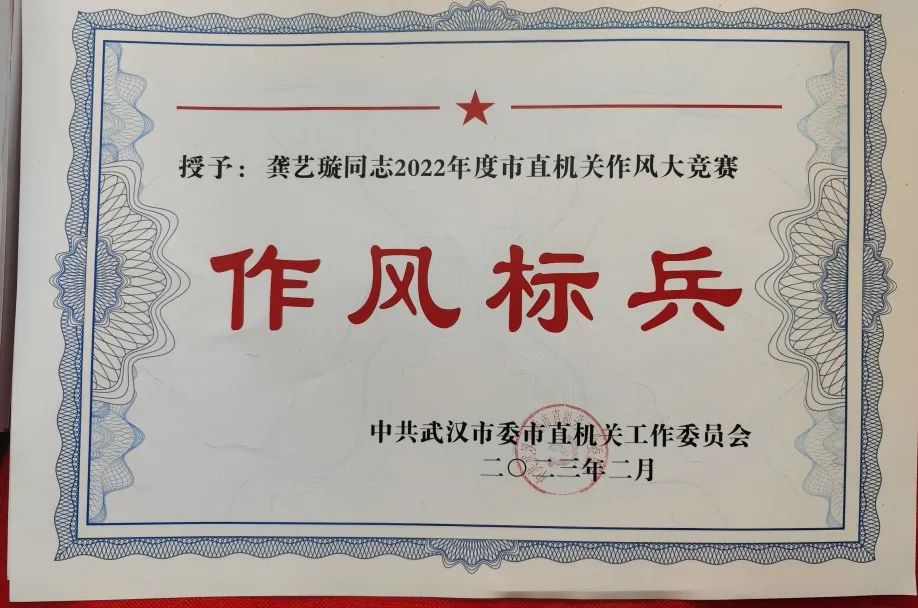 授予：龚艺璇同志2022年度市直机关作风大竞赛
作风标兵
中共武汉市委市直机关工作委员会
二〇二三年二月